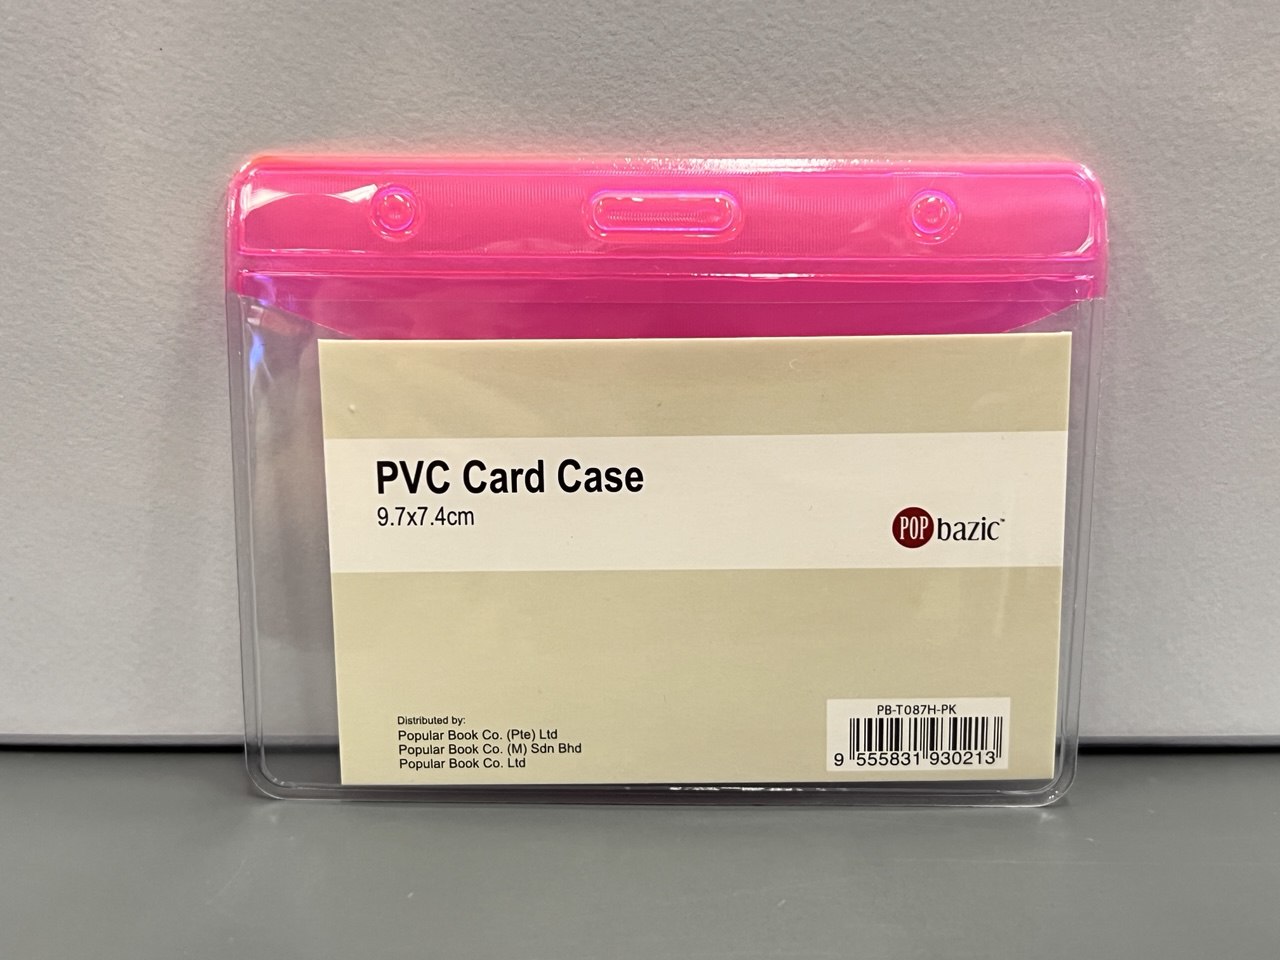 PVC Card Case
9.7x7.4cm
POP bazic™
Distributed by:
Popular Book Co. (Pte) Ltd
Popular Book Co. (M) Sdn Bhd
Popular Book Co. Ltd
PB-T087H-PK
9 555831 930213